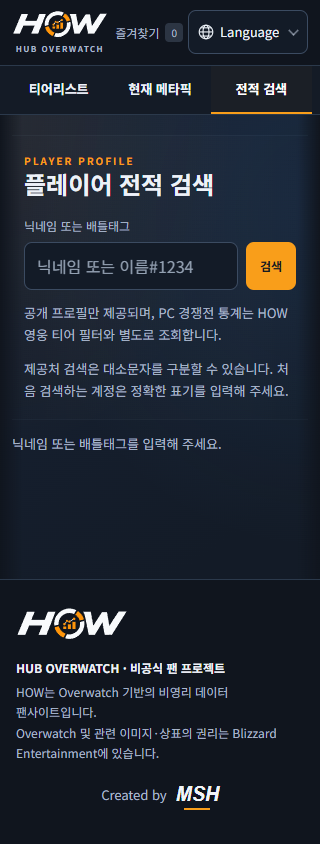 HOW
HUB OVERWATCH
즐겨찾기 0
Language
티어리스트 현재 메타픽 전적 검색
PLAYER PROFILE
플레이어 전적 검색
닉네임 또는 배틀태그
닉네임 또는 이름#1234
검색
공개 프로필만 제공되며, PC 경쟁전 통계는 HOW
영웅 티어 필터와 별도로 조회합니다.
제공처 검색은 대소문자를 구분할 수 있습니다. 처
음 검색하는 계정은 정확한 표기를 입력해 주세요.
닉네임 또는 배틀태그를 입력해 주세요.
HOW
HUB OVERWATCH · 비공식 팬 프로젝트
HOW는 Overwatch 기반의 비영리 데이터
팬사이트입니다.
Overwatch 및 관련 이미지·상표의 권리는 Blizzard
Entertainment에 있습니다.
Created by MSH